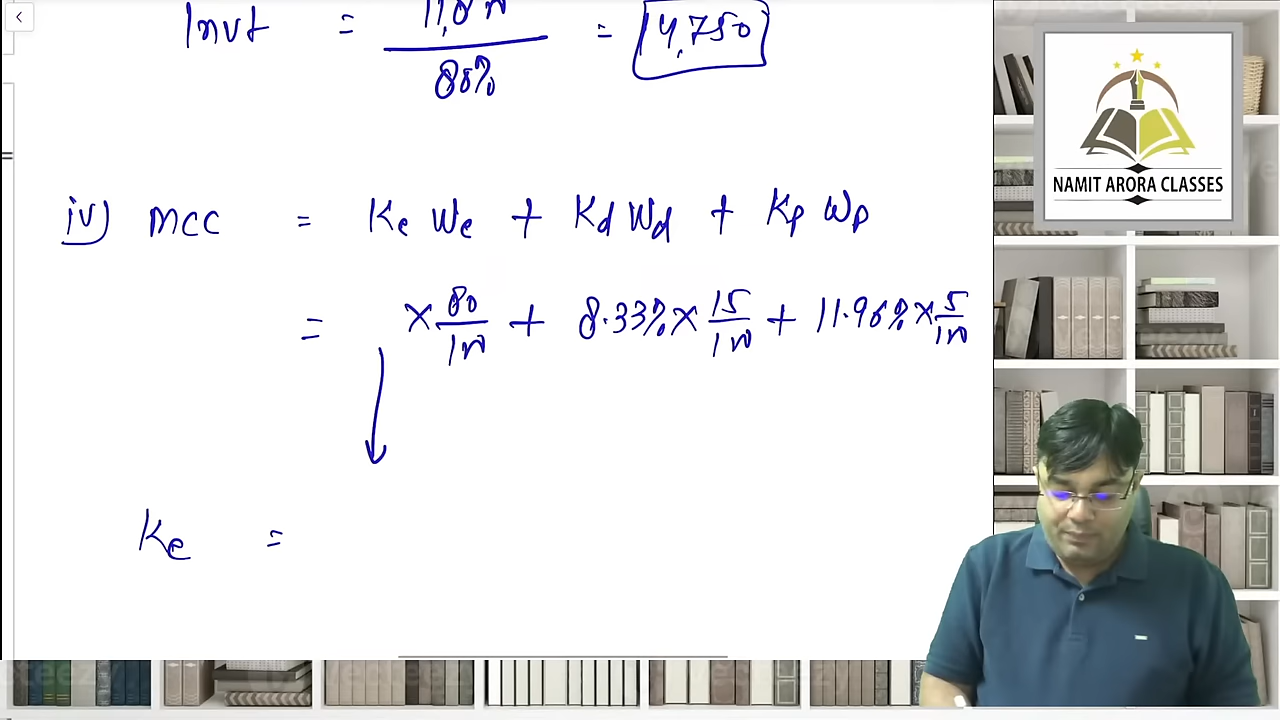 Invt = 11,800 / 80% = 14,750
NAMIT ARORA CLASSES
iv) MCC = Ke We + Kd Wd + Kp Wp
= × 80/100 + 8.33% × 15/100 + 11.96% × 5/100
Ke =